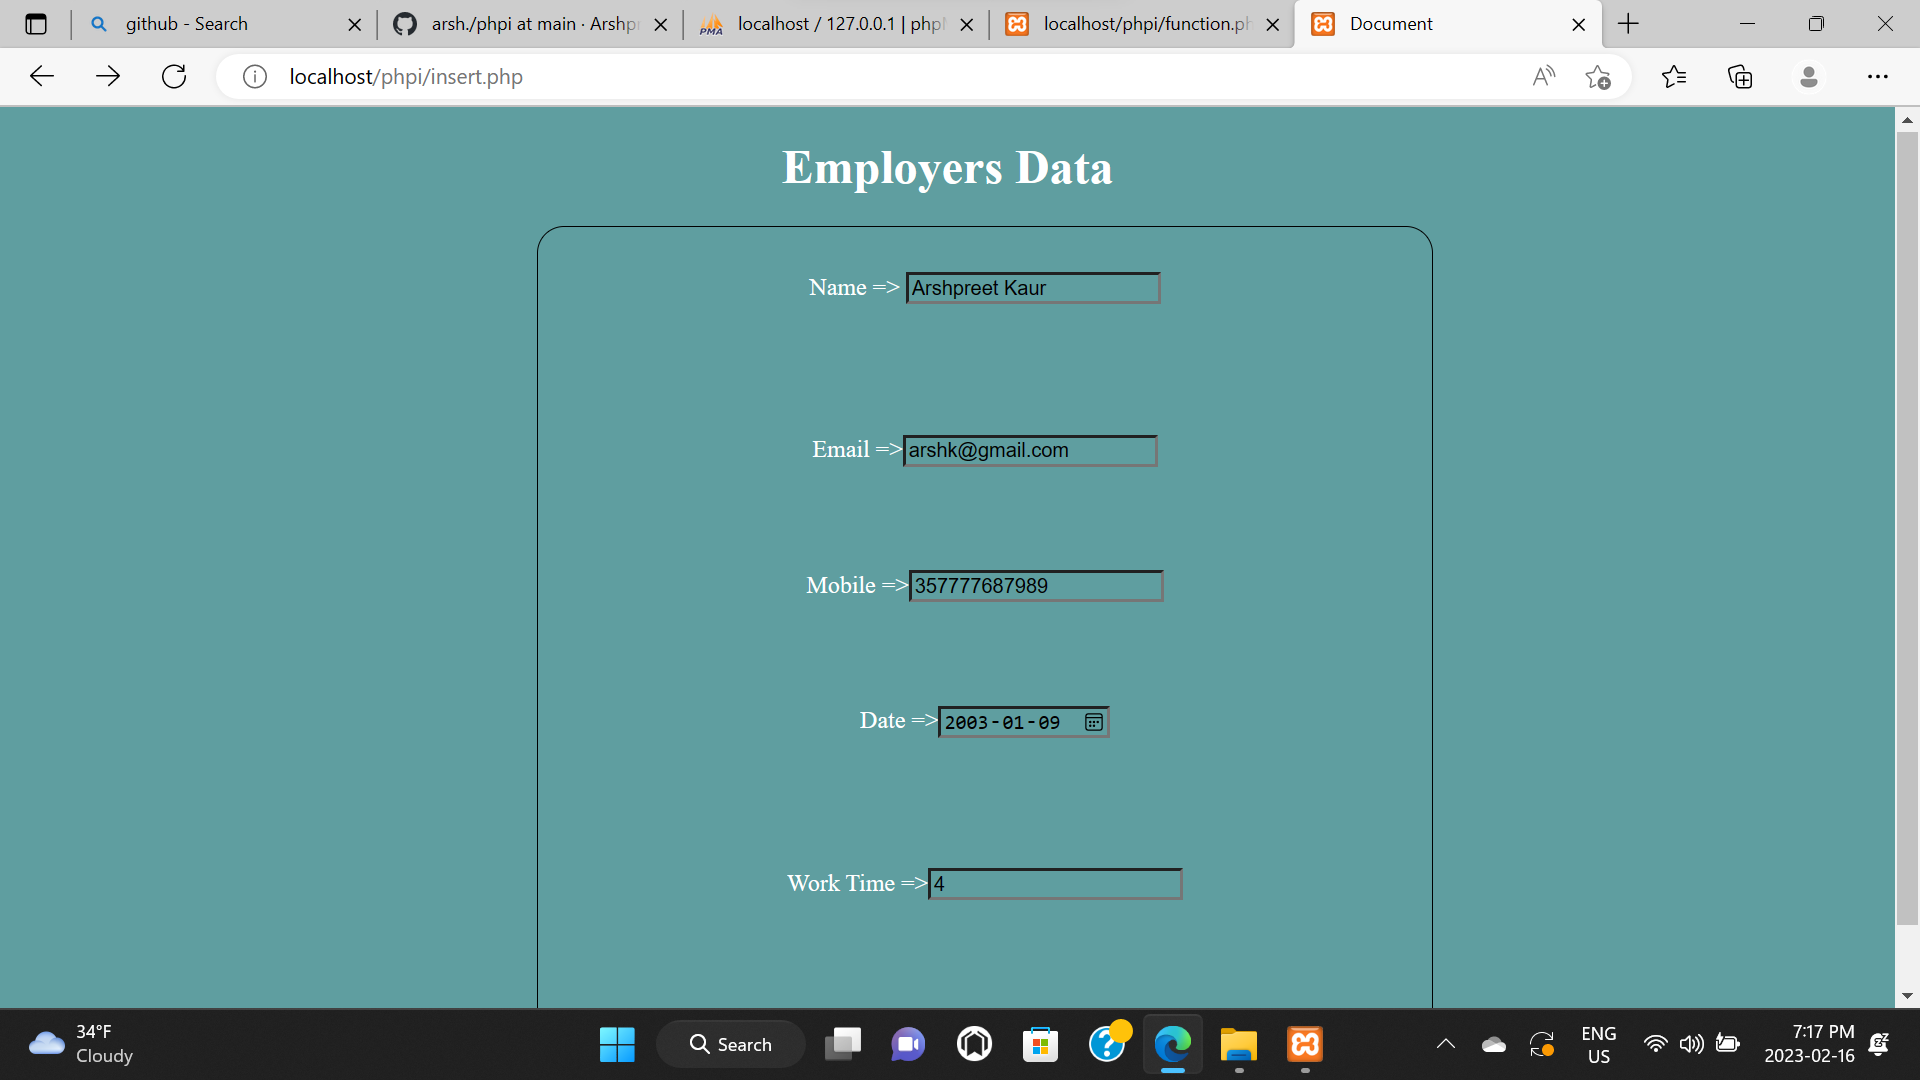 github - Search
arsh./phpi at main · Arshp
PMA
localhost / 127.0.0.1 | php
localhost/phpi/function.ph
Document
localhost/phpi/insert.php
Employers Data
Name => Arshpreet Kaur
Email => arshk@gmail.com
Mobile => 357777687989
Date => 2003-01-09
Work Time => 4
34°F
Cloudy
Search
ENG
US
7:17 PM
2023-02-16